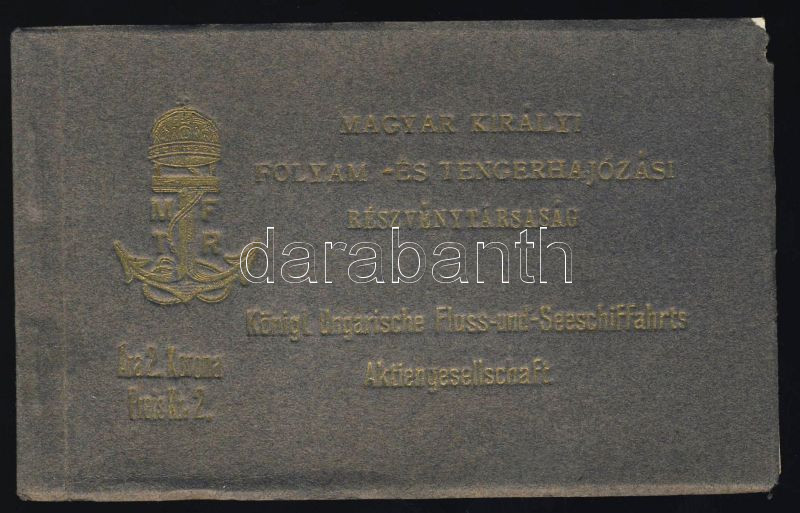 MAGYAR KIRÁLYI
FOLYAM -ÉS TENGERHAJÓZÁSI
RÉSZVÉNYTÁRSASÁG
M F
T R
darabanth
Königl. Ungarische Fluss-und-Seeschiffahrts
Aktiengesellschaft.
Ára 2. Korona
Preis Kr. 2.